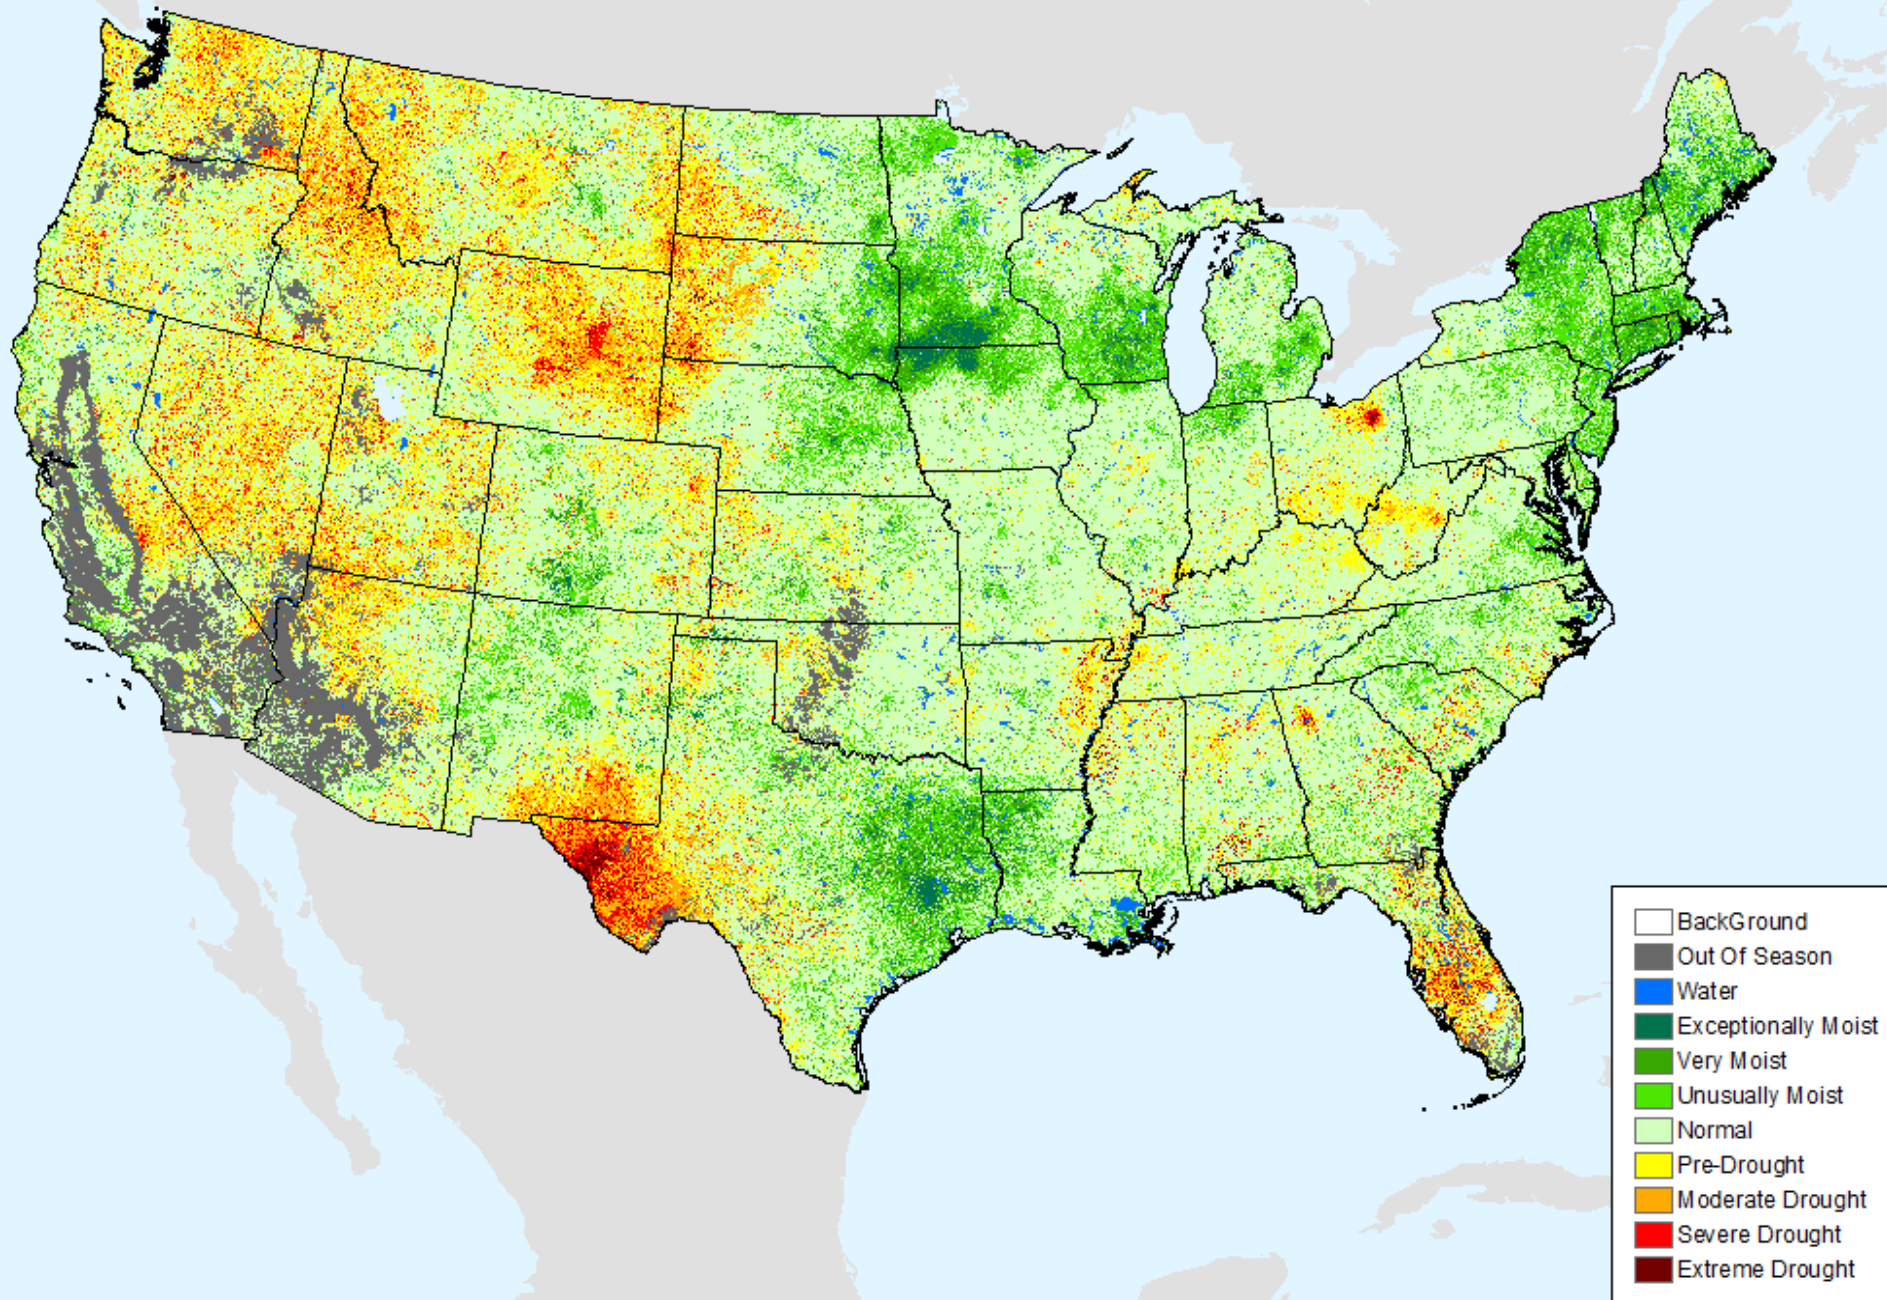 BackGround
Out Of Season
Water
Exceptionally Moist
Very Moist
Unusually Moist
Normal
Pre-Drought
Moderate Drought
Severe Drought
Extreme Drought